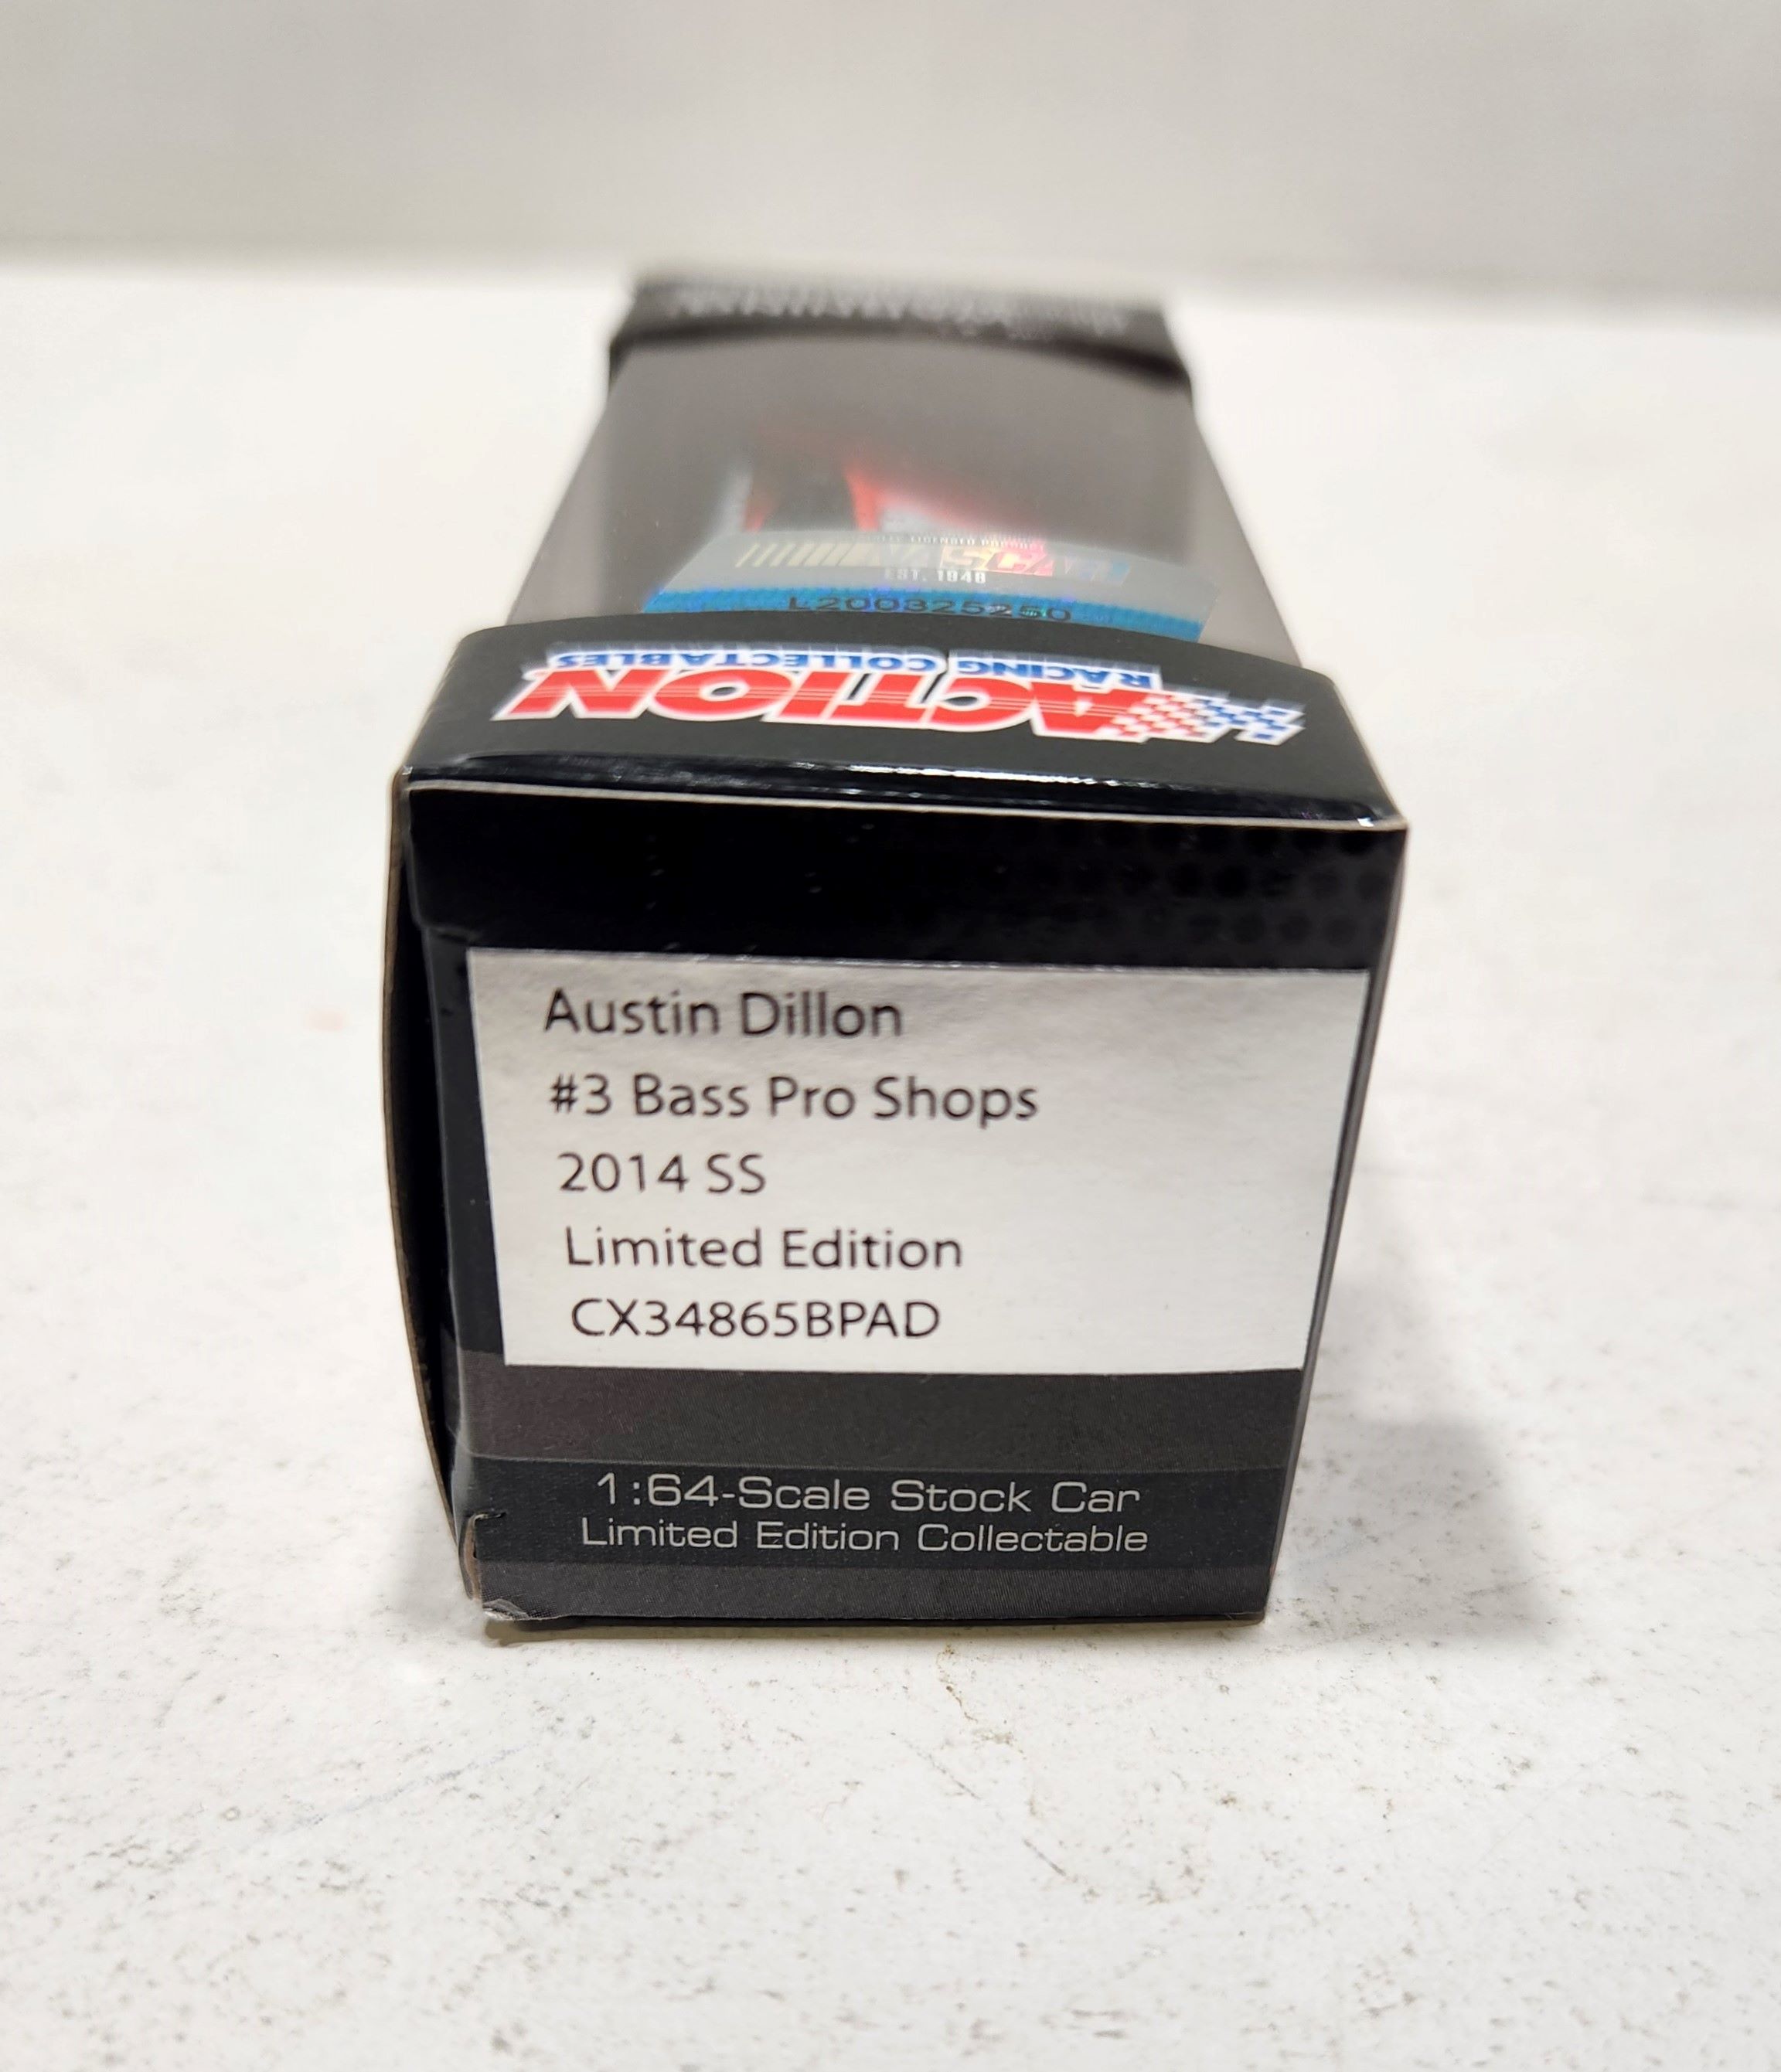 EST. 1948
L200325250
ACTION
RACING COLLECTABLES
Austin Dillon
#3 Bass Pro Shops
2014 SS
Limited Edition
CX34865BPAD
1:64-Scale Stock Car
Limited Edition Collectable